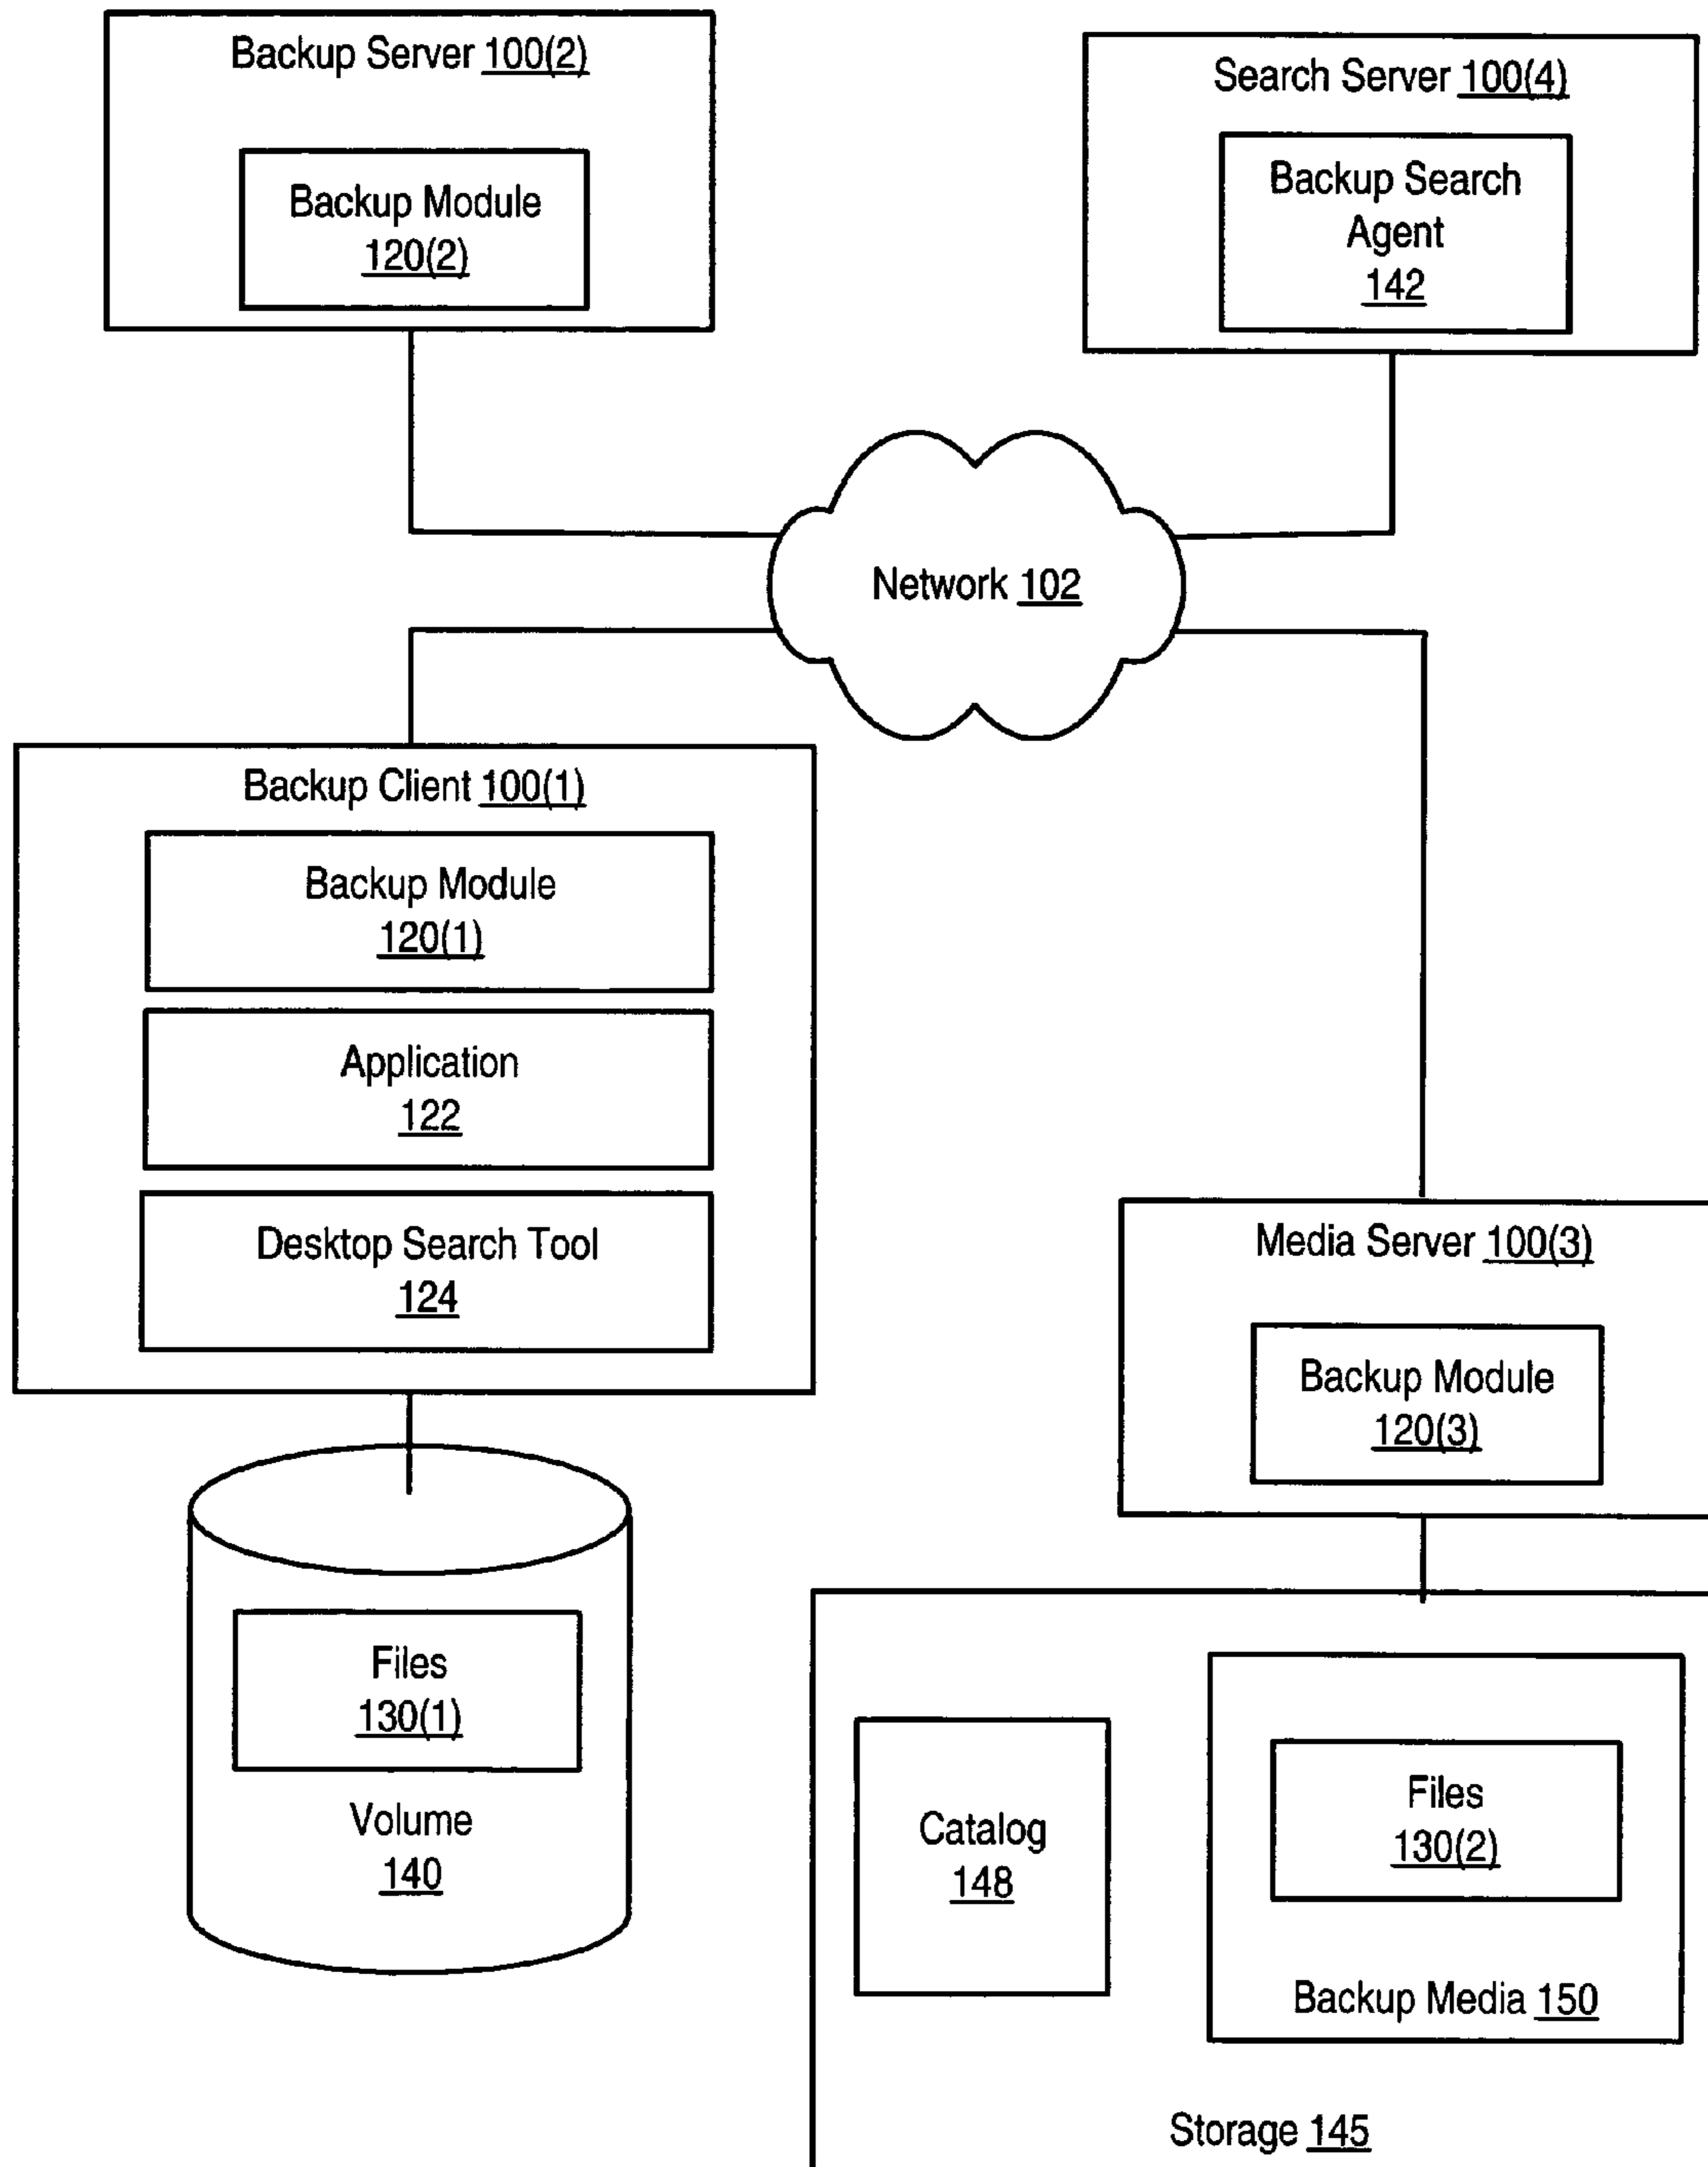 Backup Server 100(2)
Backup Module
120(2)
Search Server 100(4)
Backup Search
Agent
142
Network 102
Backup Client 100(1)
Backup Module
120(1)
Application
122
Desktop Search Tool
124
Media Server 100(3)
Backup Module
120(3)
Files
130(1)
Volume
140
Catalog
148
Files
130(2)
Backup Media 150
Storage 145